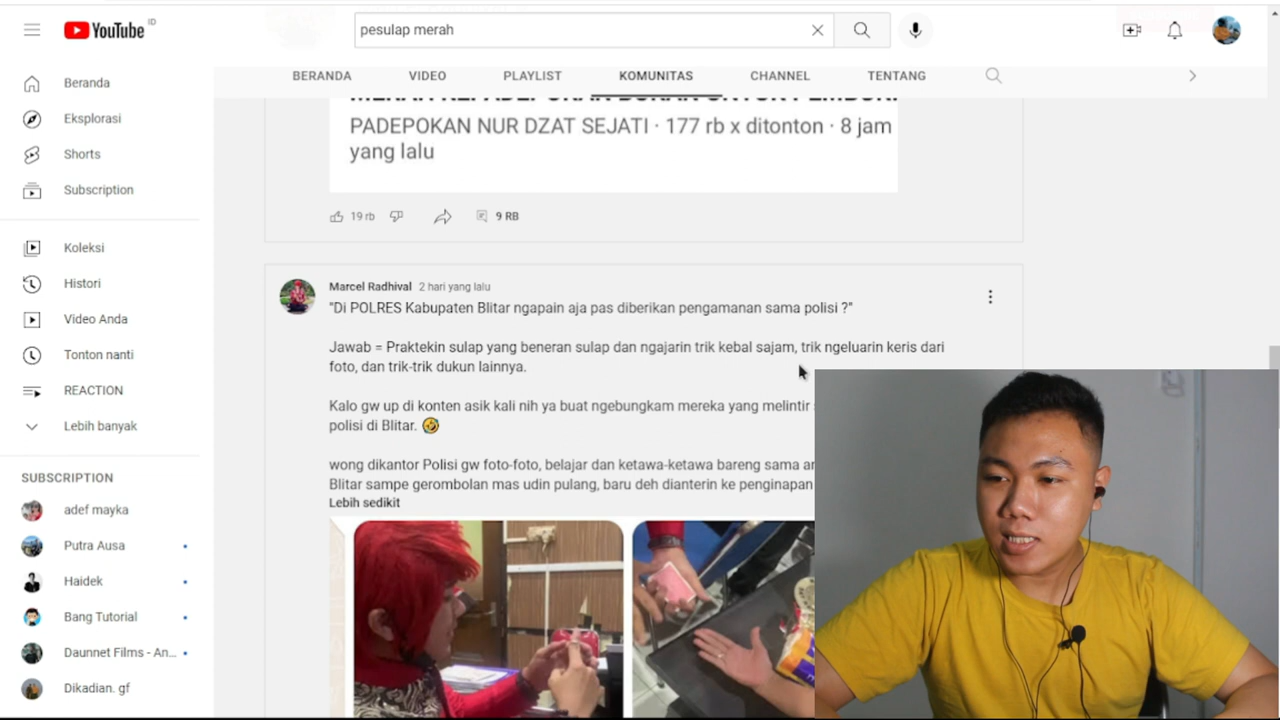 YouTube ID
pesulap merah
BERANDA VIDEO PLAYLIST KOMUNITAS CHANNEL TENTANG
Beranda
Eksplorasi
Shorts
Subscription
Koleksi
Histori
Video Anda
Tonton nanti
REACTION
Lebih banyak
SUBSCRIPTION
adef mayka
Putra Ausa
Haidek
Bang Tutorial
Daunnet Films - An...
Dikadian. gf
PADEPOKAN NUR DZAT SEJATI · 177 rb x ditonton · 8 jam
yang lalu
19 rb 9 RB
Marcel Radhival 2 hari yang lalu
"Di POLRES Kabupaten Blitar ngapain aja pas diberikan pengamanan sama polisi ?"
Jawab = Praktekin sulap yang beneran sulap dan ngajarin trik kebal sajam, trik ngeluarin keris dari
foto, dan trik-trik dukun lainnya.
Kalo gw up di konten asik kali nih ya buat ngebungkam mereka yang melintir
polisi di Blitar. 🤣
wong dikantor Polisi gw foto-foto, belajar dan ketawa-ketawa bareng sama
Blitar sampe gerombolan mas udin pulang, baru deh dianterin ke penginapan
Lebih sedikit